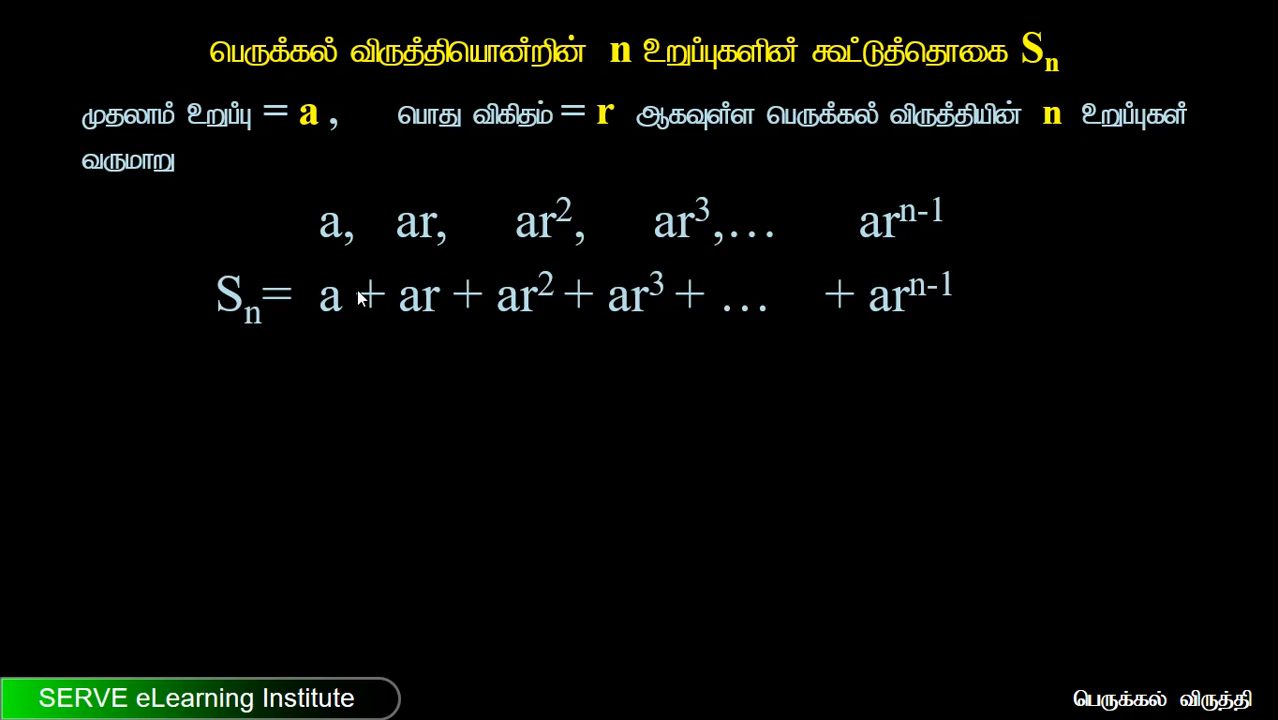 பெருக்கல் விருத்தியொன்றின் n உறுப்புகளின் கூட்டுத்தொகை Sₙ
முதலாம் உறுப்பு = a , பொது விகிதம் = r ஆகவுள்ள பெருக்கல் விருத்தியின் n உறுப்புகள்
வருமாறு
a, ar, ar², ar³,… arⁿ⁻¹
Sₙ= a + ar + ar² + ar³ + … + arⁿ⁻¹
SERVE eLearning Institute
பெருக்கல் விருத்தி